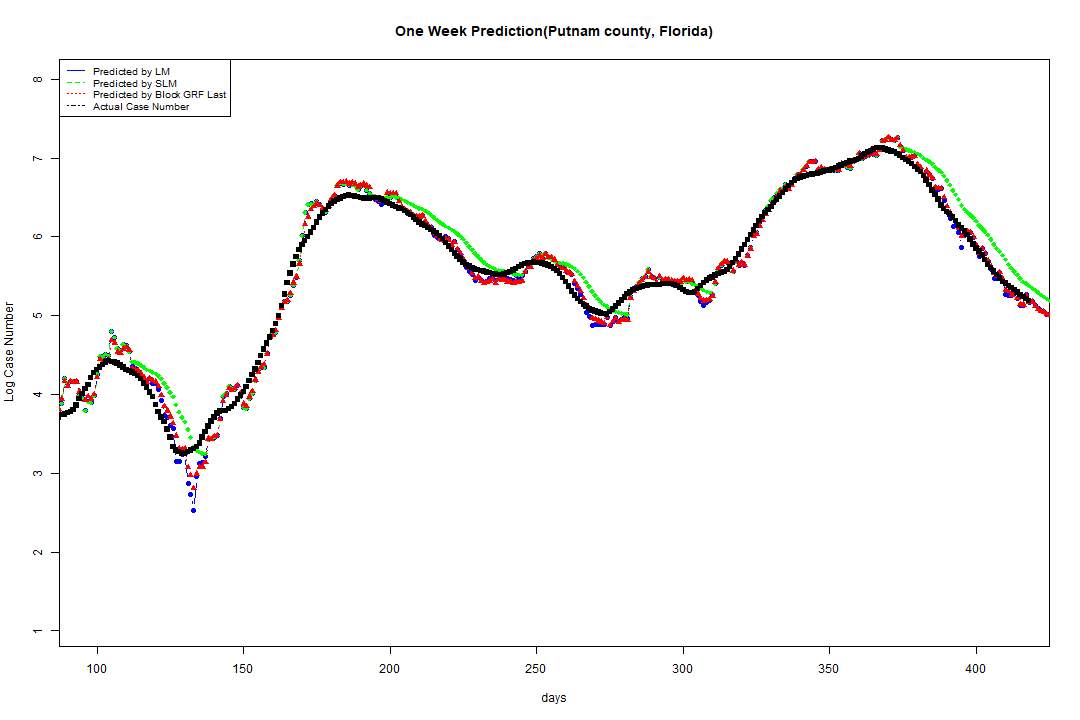 One Week Prediction(Putnam county, Florida)
Predicted by LM
Predicted by SLM
Predicted by Block GRF Last
Actual Case Number
8
7
6
5
4
3
2
1
Log Case Number
100 150 200 250 300 350 400
days